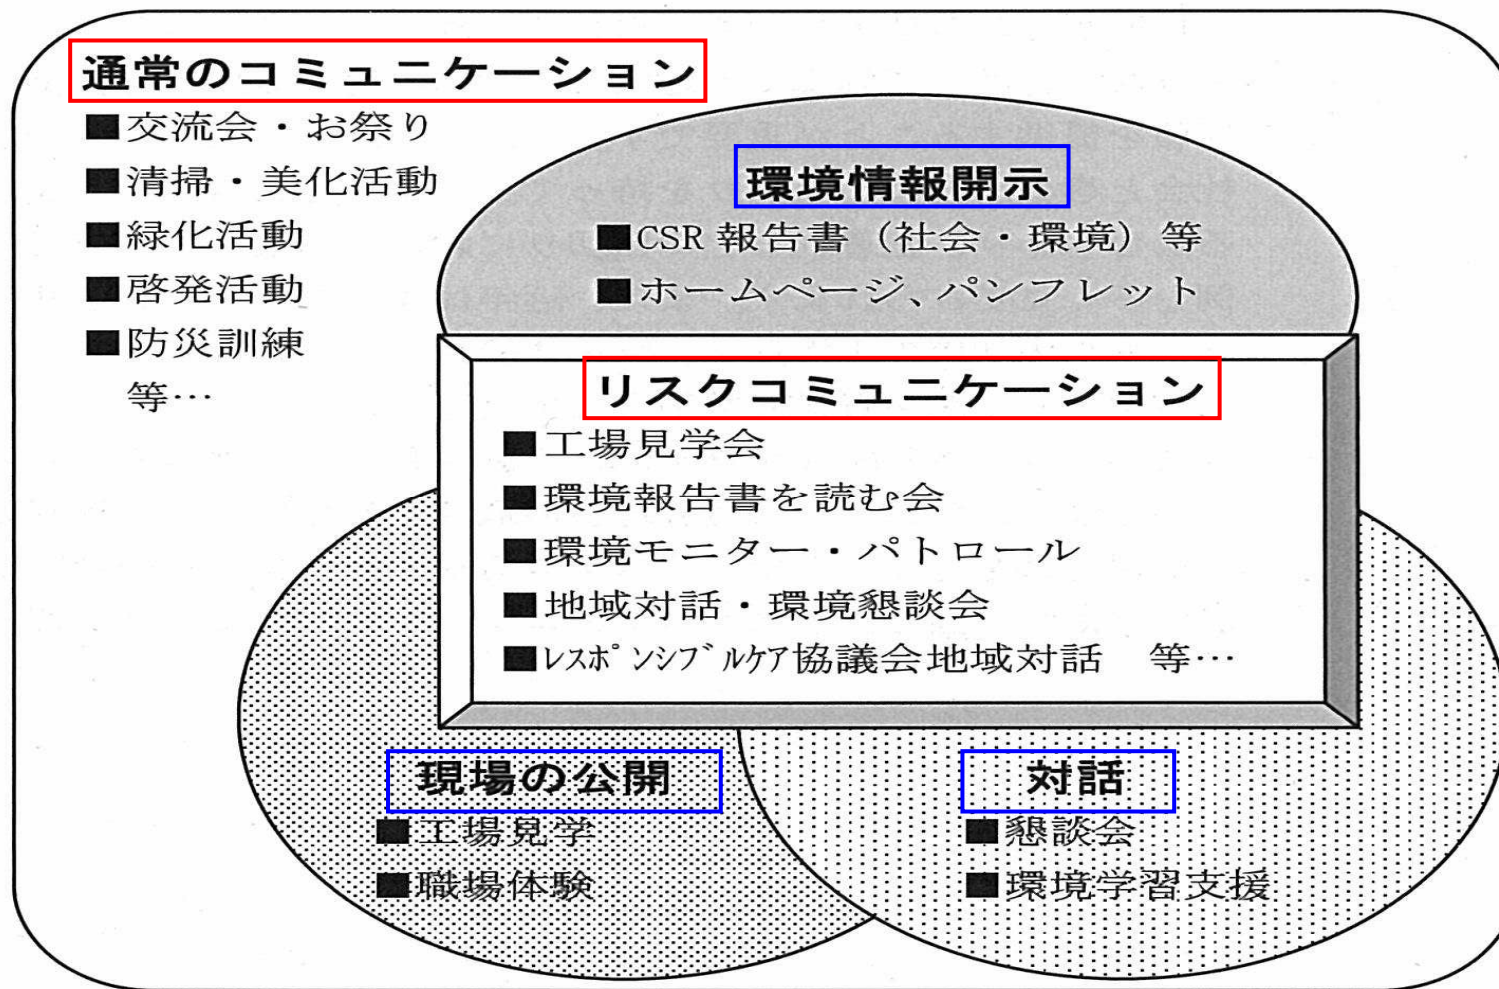 通常のコミュニケーション
■交流会・お祭り
■清掃・美化活動
■緑化活動
■啓発活動
■防災訓練
等…
環境情報開示
■CSR 報告書（社会・環境）等
■ホームページ、パンフレット
リスクコミュニケーション
■工場見学会
■環境報告書を読む会
■環境モニター・パトロール
■地域対話・環境懇談会
■ﾚｽﾎﾟﾝｼﾌﾞﾙｹｱ協議会地域対話　等…
現場の公開
■工場見学
■職場体験
対話
■懇談会
■環境学習支援